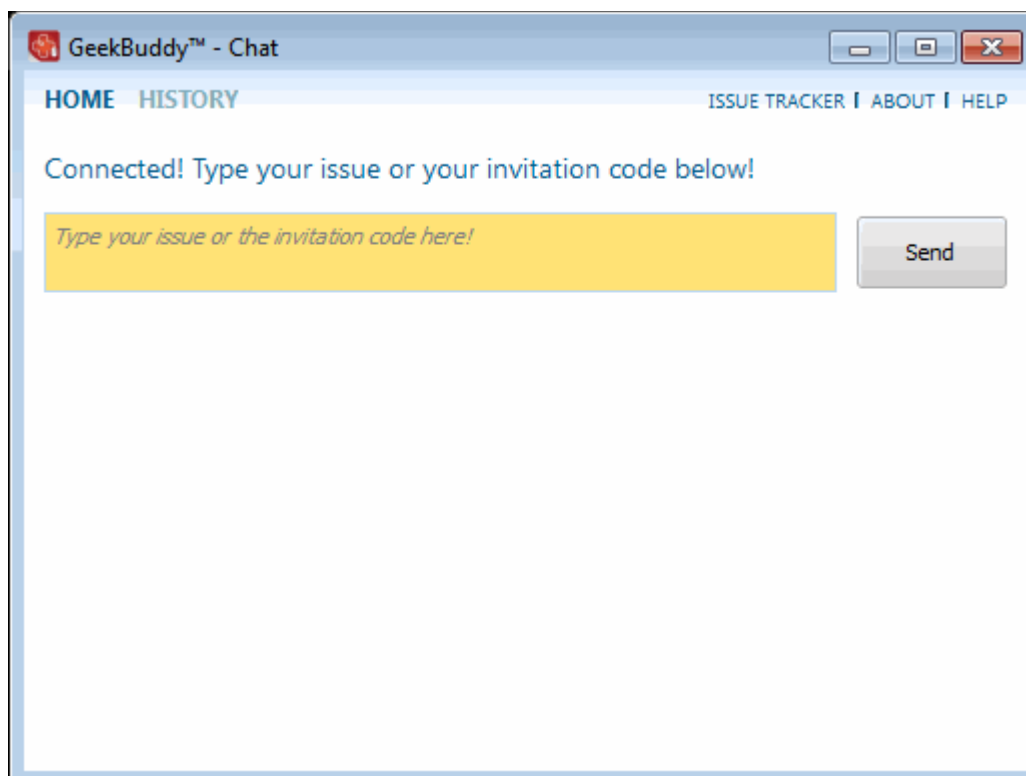 GeekBuddy™ - Chat
HOME HISTORY ISSUE TRACKER | ABOUT | HELP
Connected! Type your issue or your invitation code below!
Type your issue or the invitation code here!
Send